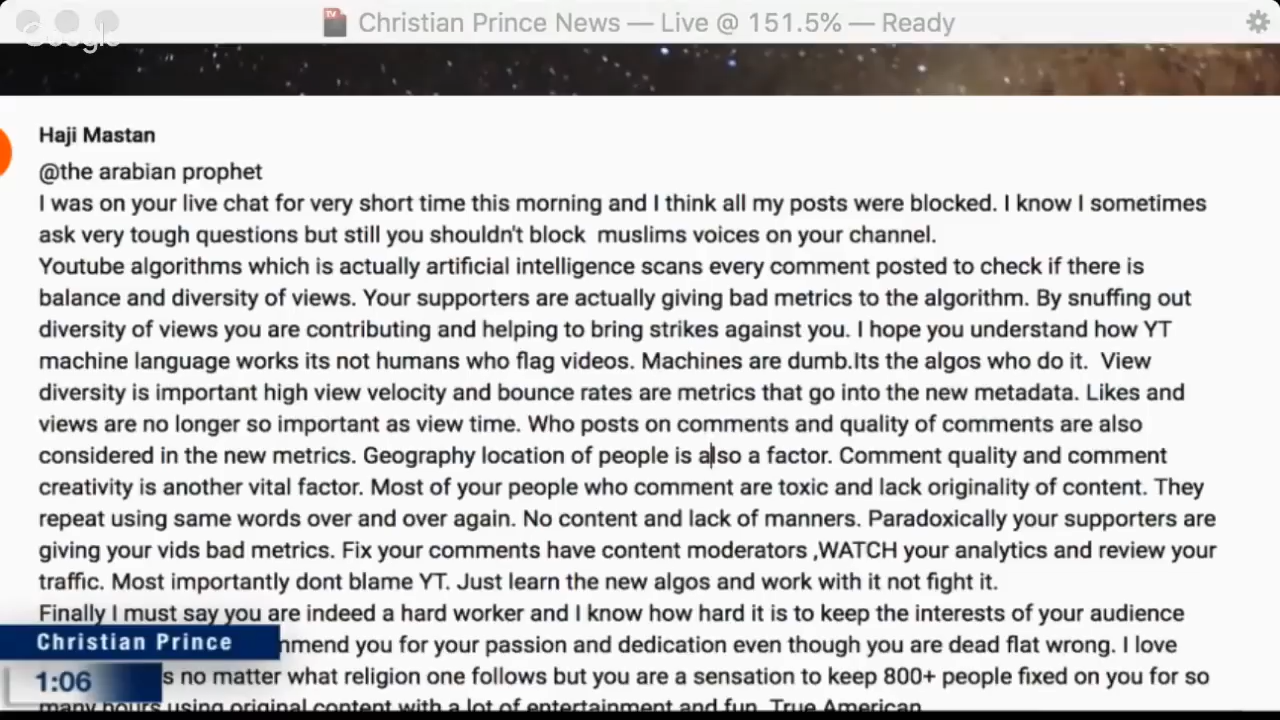 Christian Prince News — Live @ 151.5% — Ready
Google
Haji Mastan
@the arabian prophet
I was on your live chat for very short time this morning and I think all my posts were blocked. I know I sometimes
ask very tough questions but still you shouldn't block muslims voices on your channel.
Youtube algorithms which is actually artificial intelligence scans every comment posted to check if there is
balance and diversity of views. Your supporters are actually giving bad metrics to the algorithm. By snuffing out
diversity of views you are contributing and helping to bring strikes against you. I hope you understand how YT
machine language works its not humans who flag videos. Machines are dumb.Its the algos who do it. View
diversity is important high view velocity and bounce rates are metrics that go into the new metadata. Likes and
views are no longer so important as view time. Who posts on comments and quality of comments are also
considered in the new metrics. Geography location of people is also a factor. Comment quality and comment
creativity is another vital factor. Most of your people who comment are toxic and lack originality of content. They
repeat using same words over and over again. No content and lack of manners. Paradoxically your supporters are
giving your vids bad metrics. Fix your comments have content moderators ,WATCH your analytics and review your
traffic. Most importantly dont blame YT. Just learn the new algos and work with it not fight it.
Finally I must say you are indeed a hard worker and I know how hard it is to keep the interests of your audience
Christian Prince
mmend you for your passion and dedication even though you are dead flat wrong. I love
1:06
s no matter what religion one follows but you are a sensation to keep 800+ people fixed on you for so
many hours using original content with a lot of entertainment and fun. True American